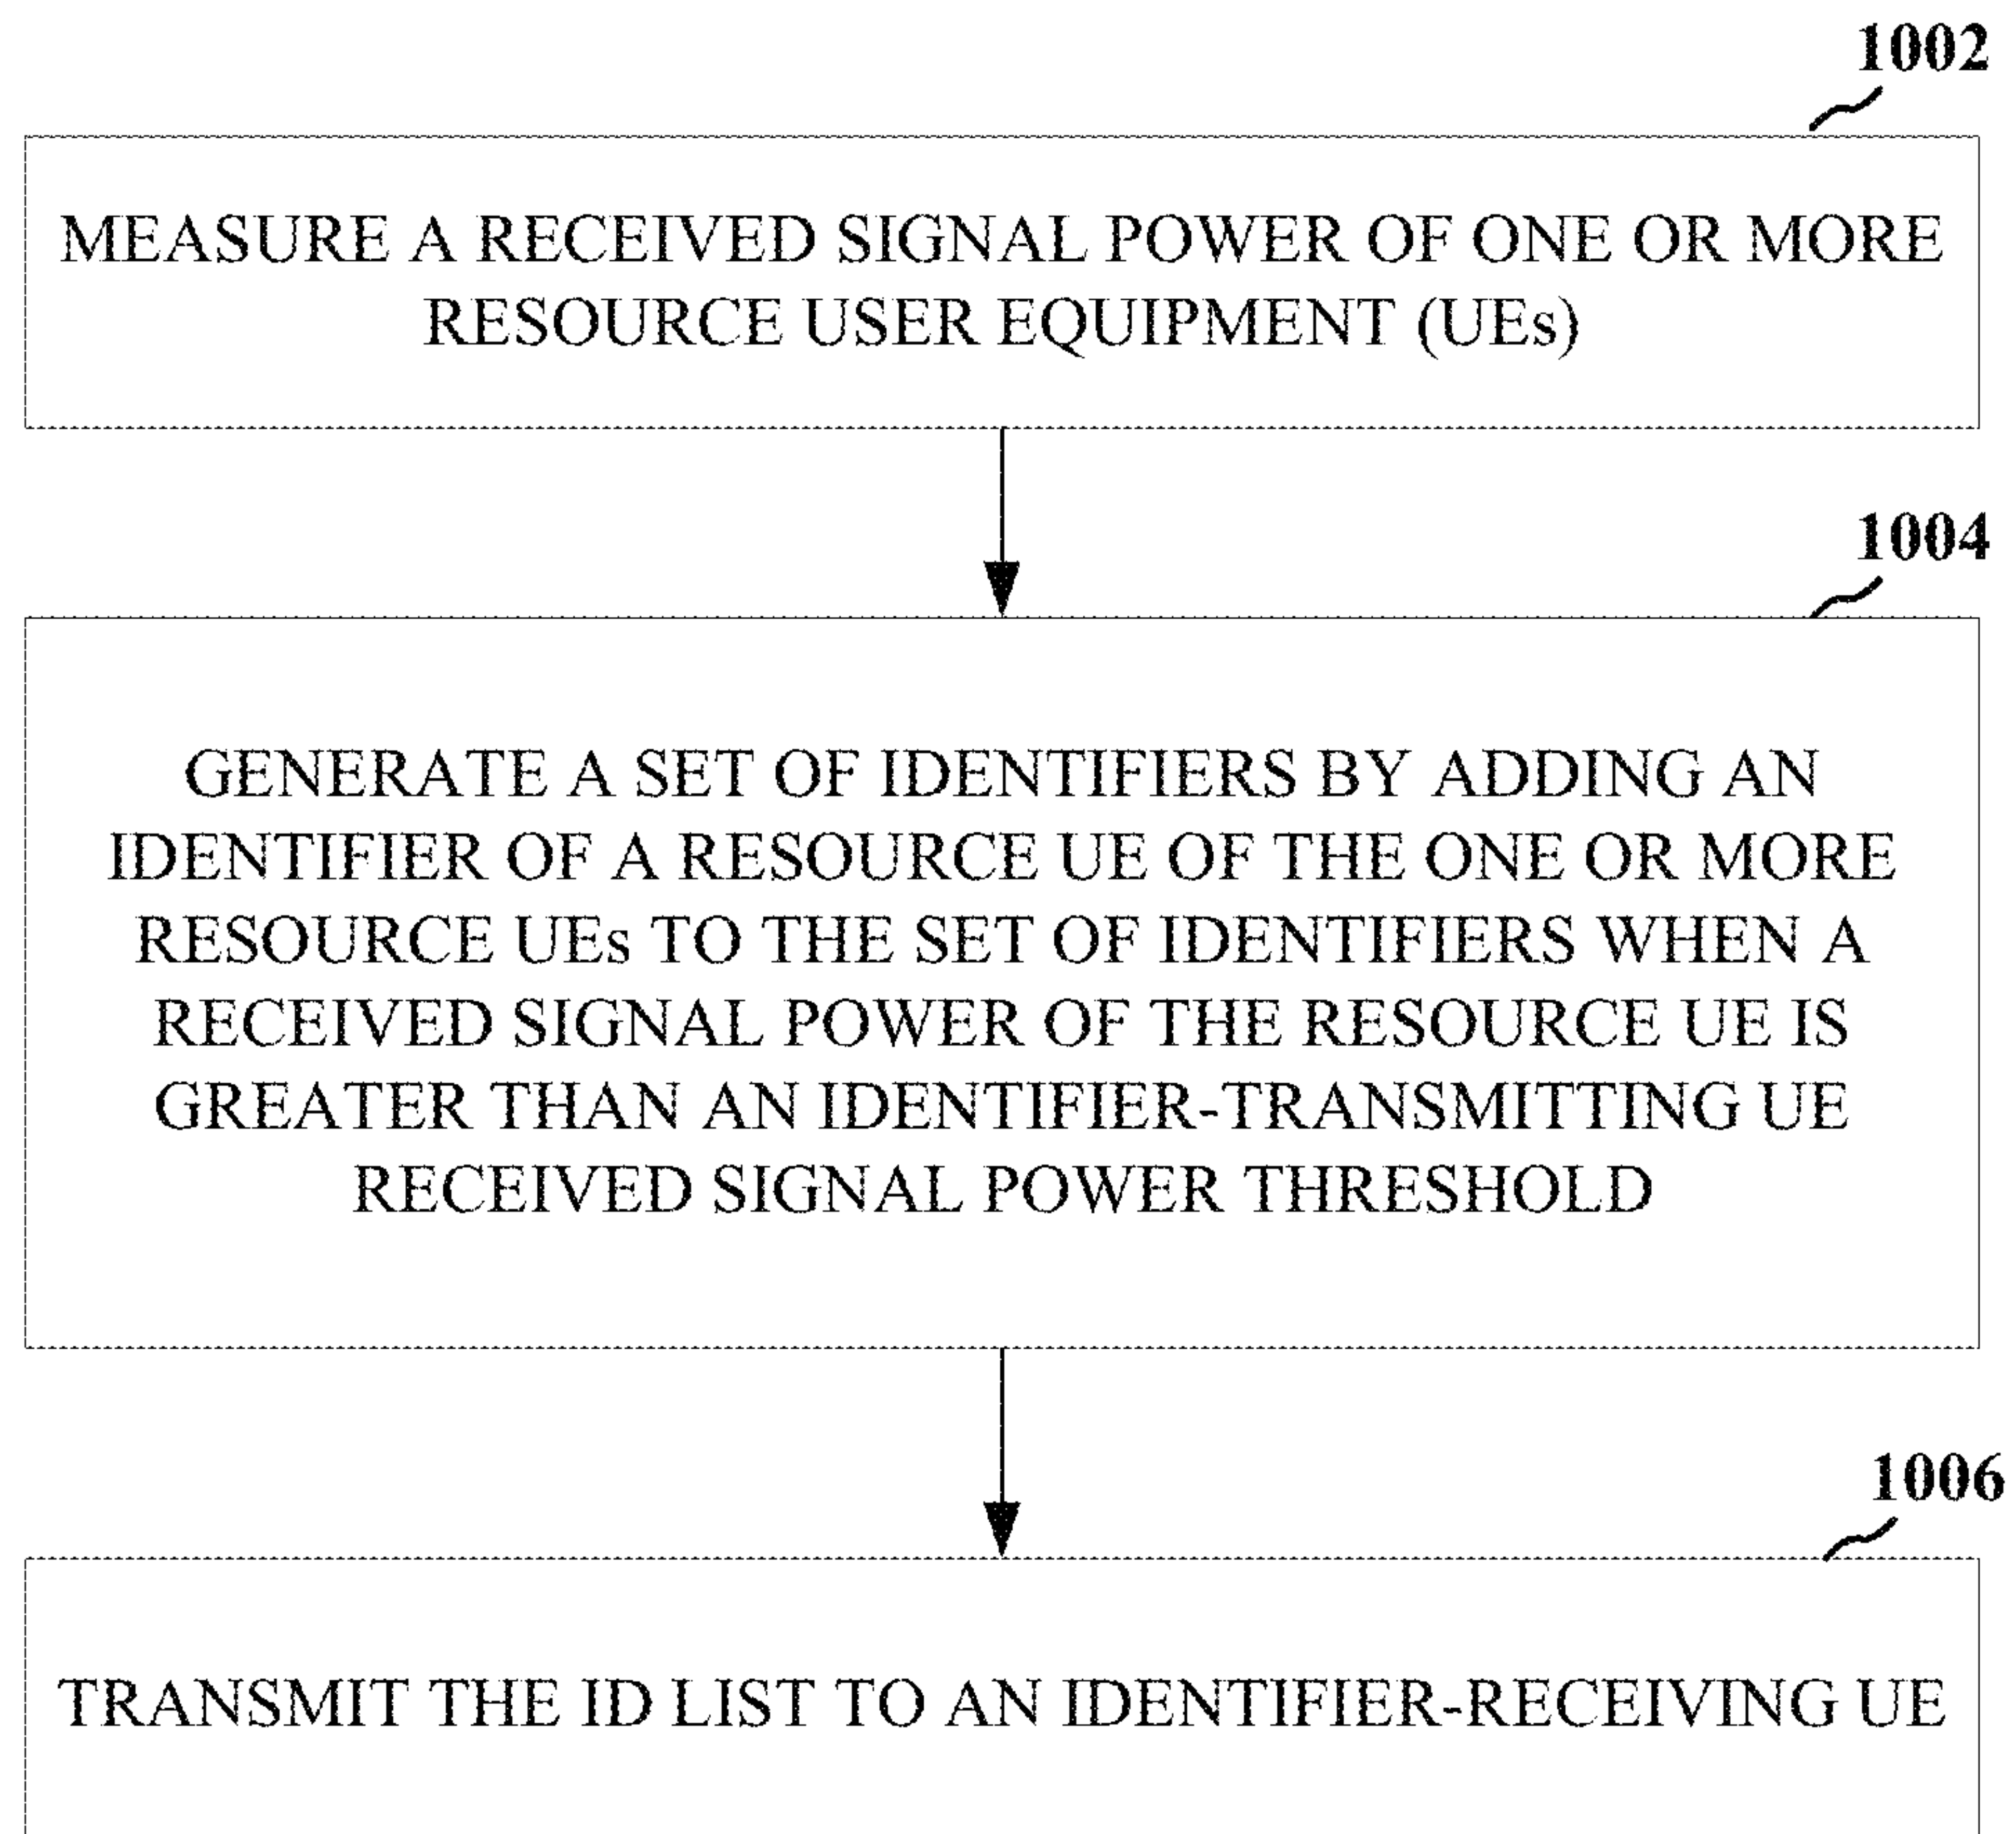 1002
MEASURE A RECEIVED SIGNAL POWER OF ONE OR MORE
RESOURCE USER EQUIPMENT (UEs)
1004
GENERATE A SET OF IDENTIFIERS BY ADDING AN
IDENTIFIER OF A RESOURCE UE OF THE ONE OR MORE
RESOURCE UEs TO THE SET OF IDENTIFIERS WHEN A
RECEIVED SIGNAL POWER OF THE RESOURCE UE IS
GREATER THAN AN IDENTIFIER-TRANSMITTING UE
RECEIVED SIGNAL POWER THRESHOLD
1006
TRANSMIT THE ID LIST TO AN IDENTIFIER-RECEIVING UE